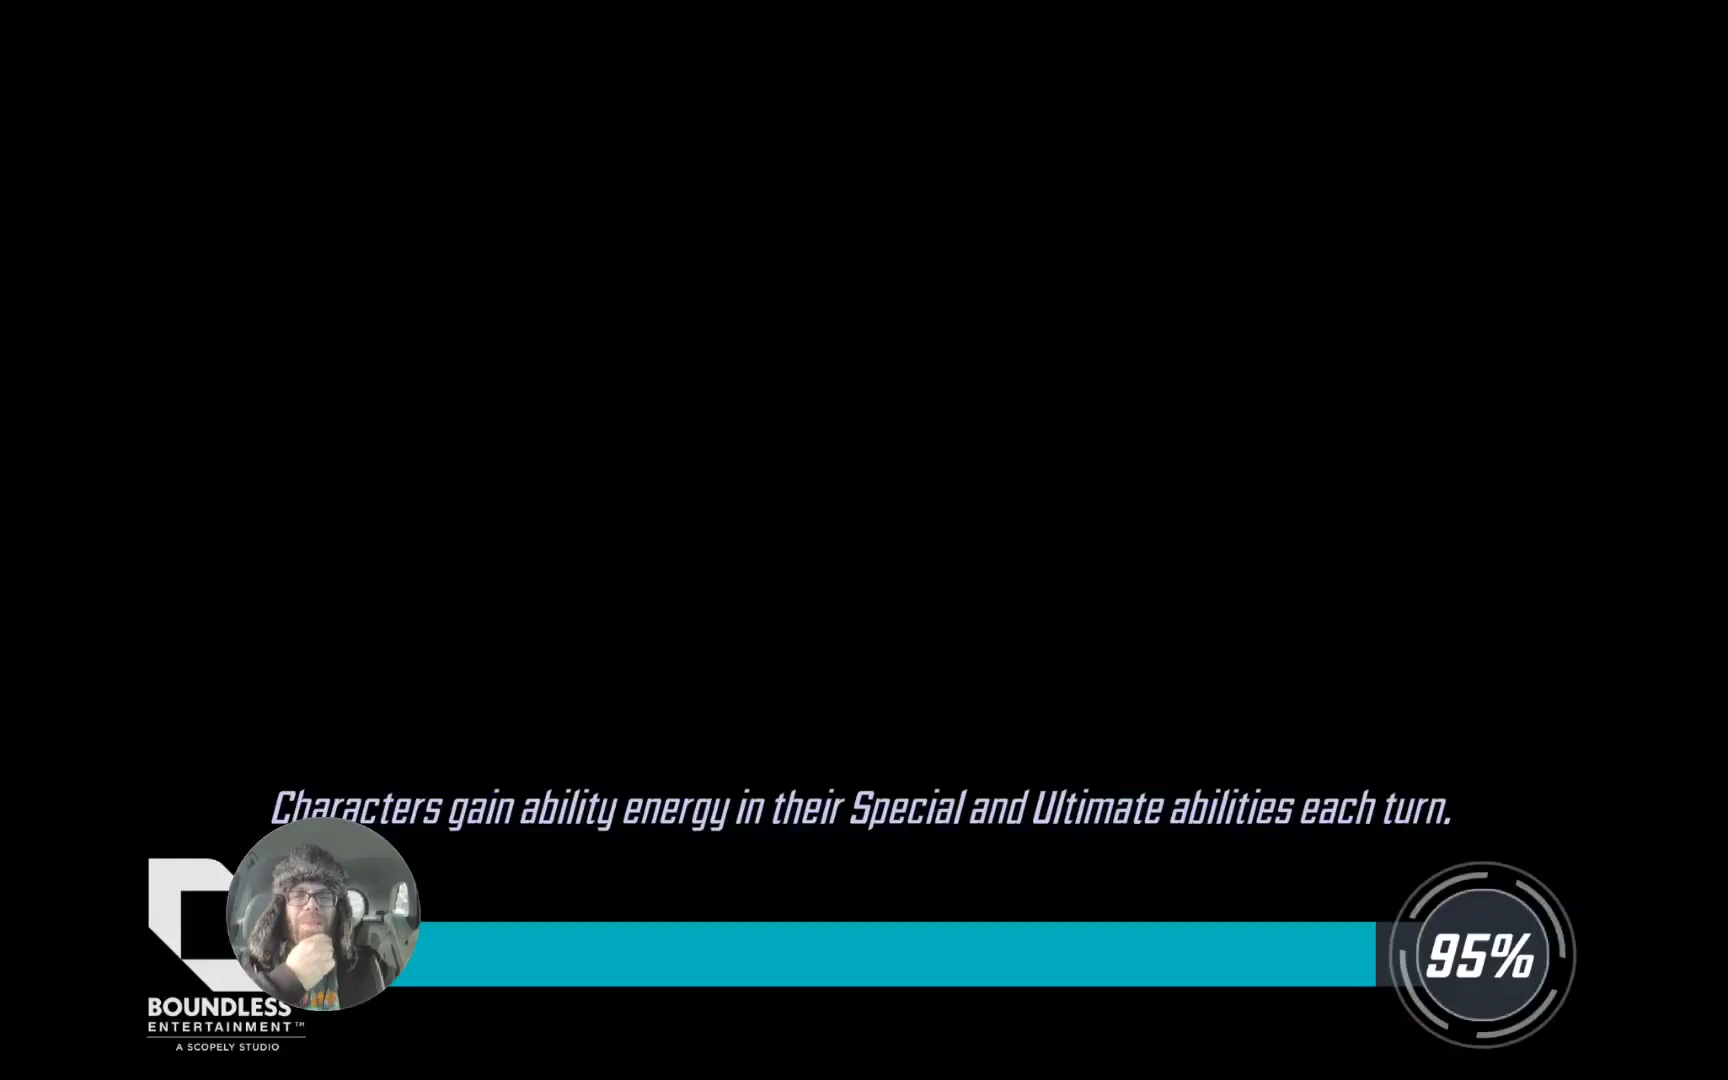 Characters gain ability energy in their Special and Ultimate abilities each turn.
95%
BOUNDLESS
ENTERTAINMENT™
A SCOPELY STUDIO